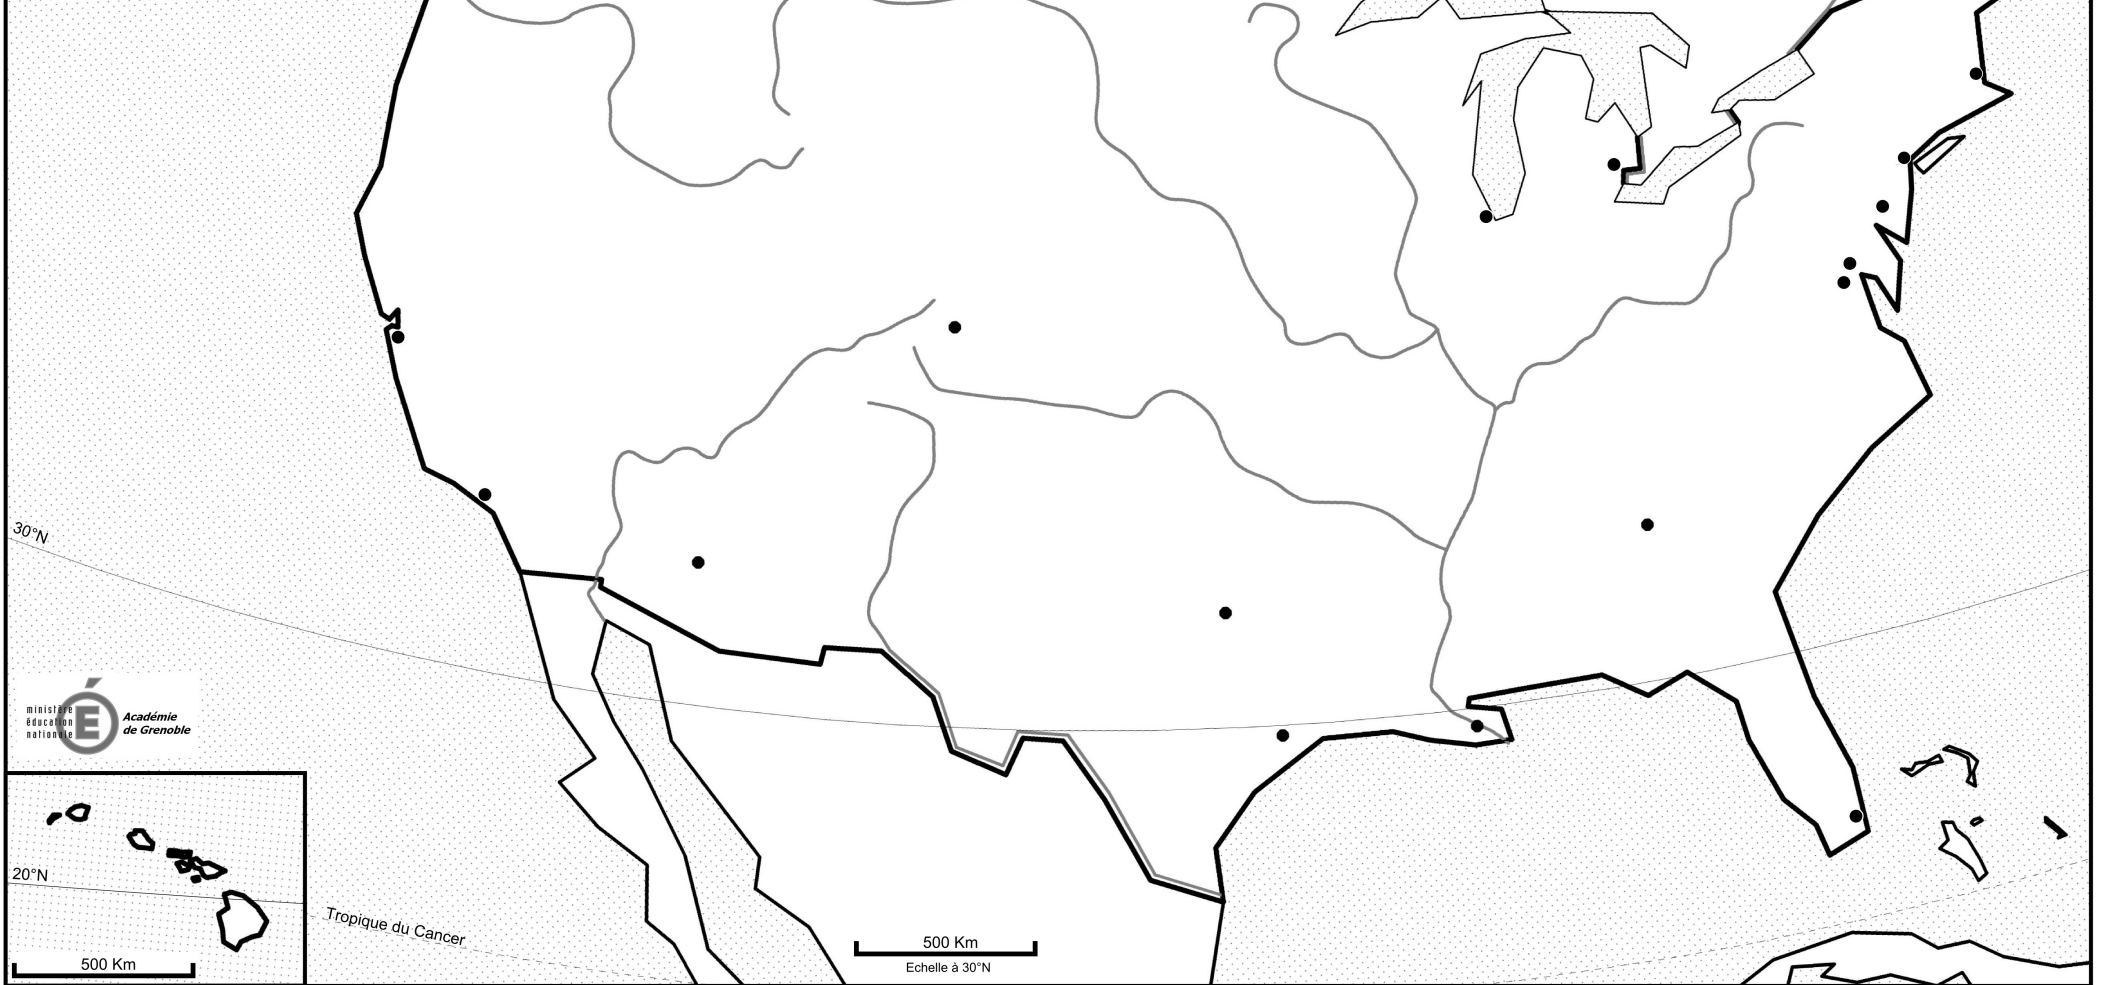 30°N
ministère
éducation
nationale
É
Académie
de Grenoble
20°N
Tropique du Cancer
500 Km
500 Km
Echelle à 30°N